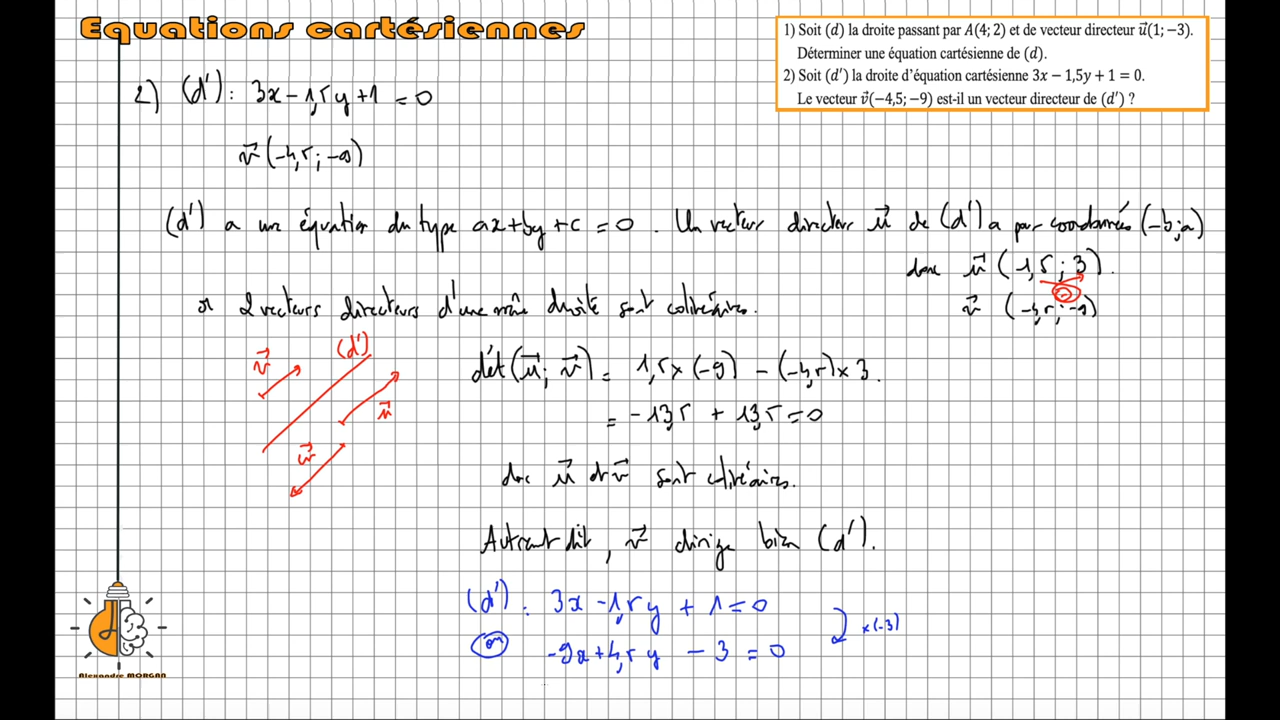 Equations cartésiennes
1) Soit (d) la droite passant par A(4; 2) et de vecteur directeur u⃗(1; −3).
Déterminer une équation cartésienne de (d).
2) Soit (d′) la droite d'équation cartésienne 3x − 1,5y + 1 = 0.
Le vecteur v⃗(−4,5; −9) est-il un vecteur directeur de (d′) ?
2) (d') : 3x − 1,5y + 1 = 0
v⃗ (−4,5 ; −9)
(d') a une équation du type ax + by + c = 0. Un vecteur directeur u⃗ de (d') a pour coordonnées (−b; a)
donc u⃗ (1,5 ; 3).
v⃗ (−4,5 ; −9)
or 2 vecteurs directeurs d'une même droite sont colinéaires.
(d')
v⃗
u⃗
w⃗
dét(u⃗ ; v⃗) = 1,5 × (−9) − (−4,5) × 3.
= −13,5 + 13,5 = 0
donc u⃗ et v⃗ sont colinéaires.
Autrement dit, v⃗ dirige bien (d').
(d') : 3x − 1,5y + 1 = 0
ou −9x + 4,5y − 3 = 0
×(−3)
Alexandre MORGAN